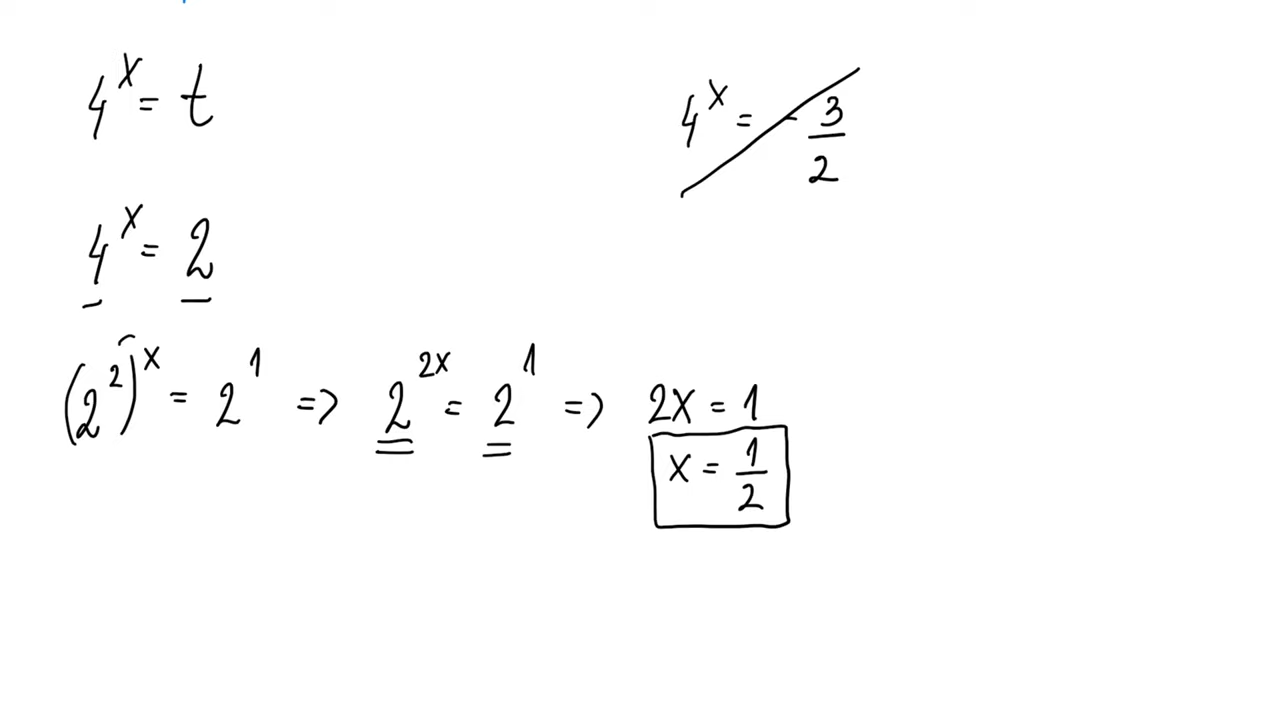 4^x = t
4^x = -3/2
4^x = 2
(2^2)^x = 2^1 => 2^{2x} = 2^1 => 2x = 1
x = 1/2